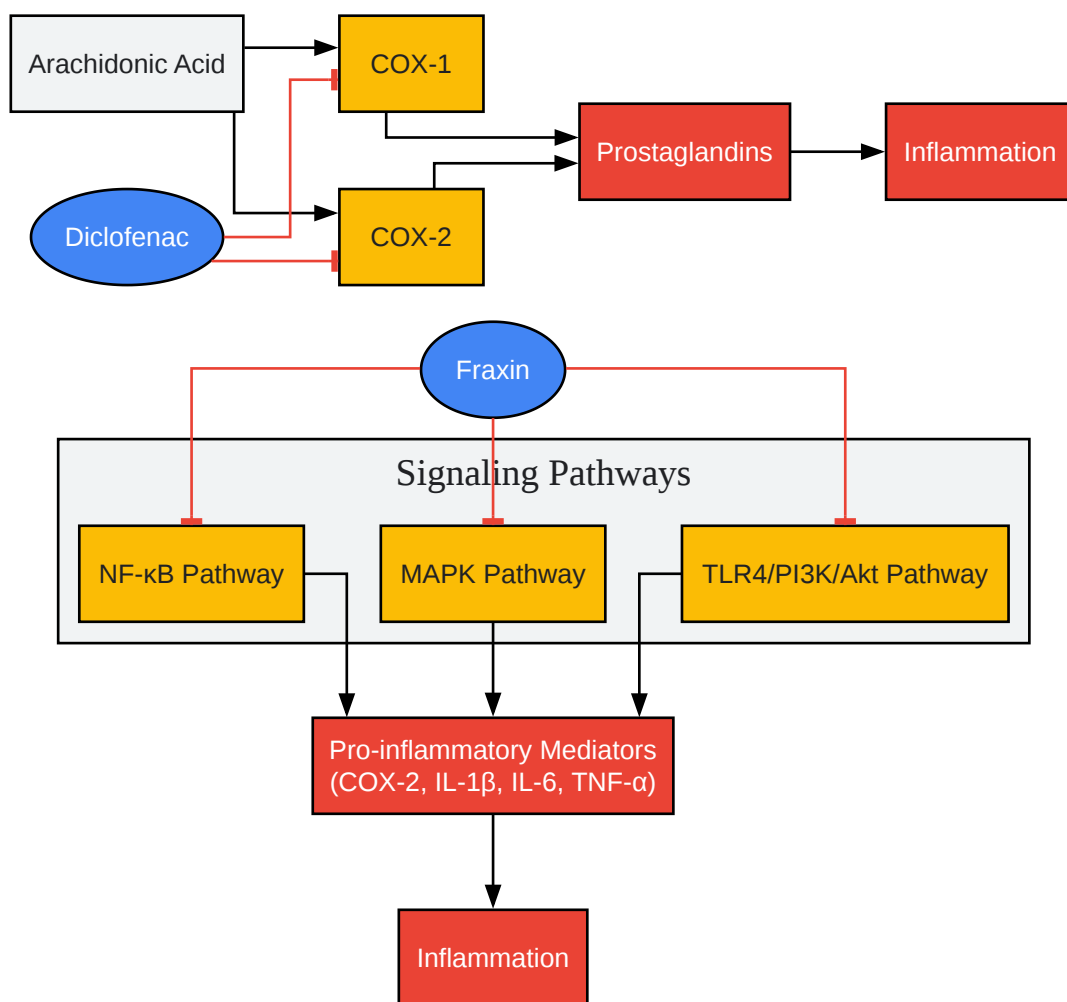 Arachidonic Acid
COX-1
Prostaglandins
Inflammation
Diclofenac
COX-2
Fraxin
Signaling Pathways
NF-κB Pathway
MAPK Pathway
TLR4/PI3K/Akt Pathway
Pro-inflammatory Mediators
(COX-2, IL-1β, IL-6, TNF-α)
Inflammation